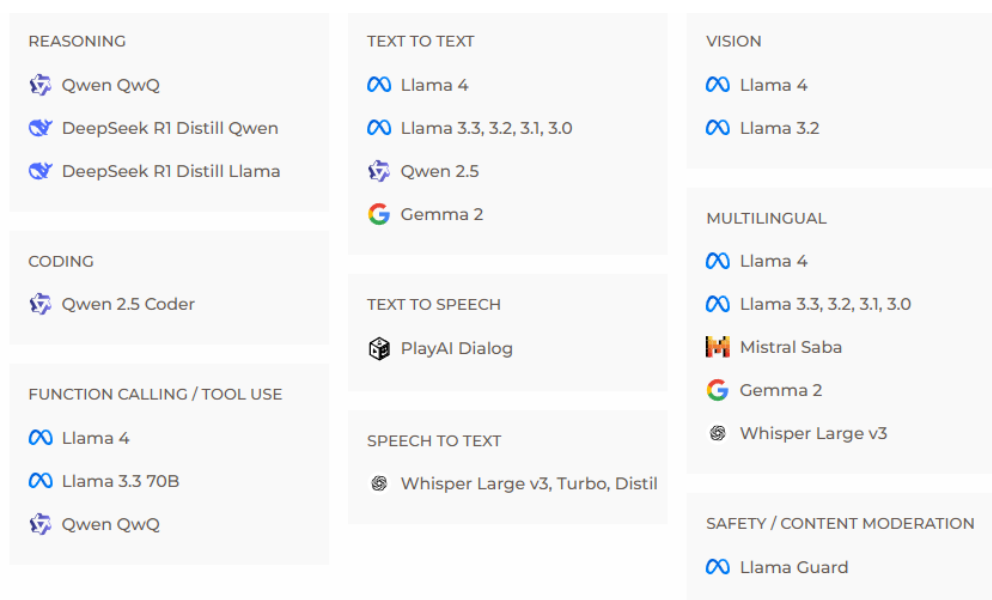 REASONING
Qwen QwQ
DeepSeek R1 Distill Qwen
DeepSeek R1 Distill Llama
CODING
Qwen 2.5 Coder
FUNCTION CALLING / TOOL USE
Llama 4
Llama 3.3 70B
Qwen QwQ
TEXT TO TEXT
Llama 4
Llama 3.3, 3.2, 3.1, 3.0
Qwen 2.5
Gemma 2
TEXT TO SPEECH
PlayAI Dialog
SPEECH TO TEXT
Whisper Large v3, Turbo, Distil
VISION
Llama 4
Llama 3.2
MULTILINGUAL
Llama 4
Llama 3.3, 3.2, 3.1, 3.0
Mistral Saba
Gemma 2
Whisper Large v3
SAFETY / CONTENT MODERATION
Llama Guard